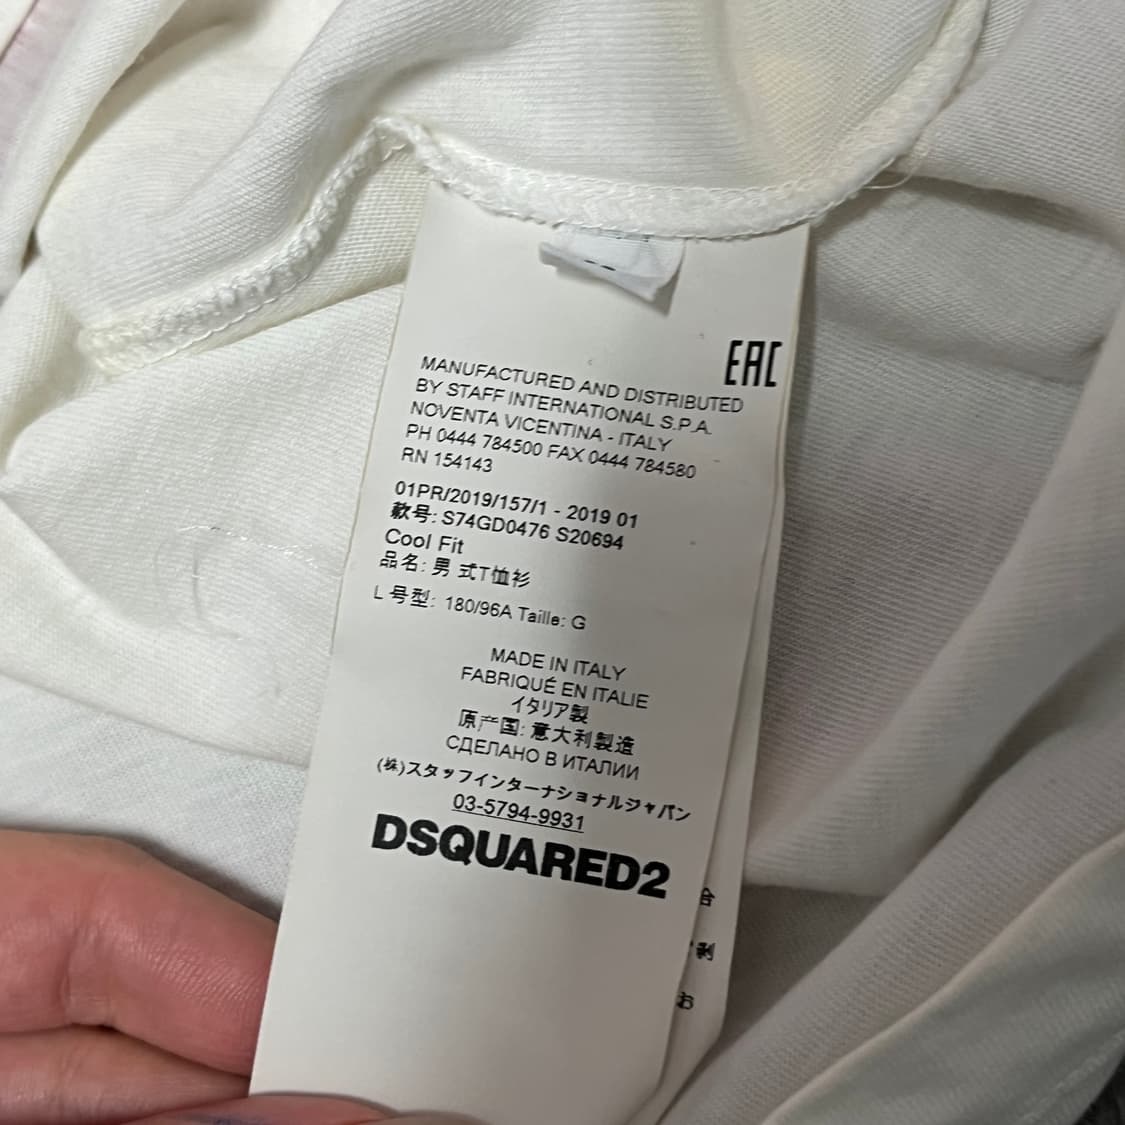 EAC
MANUFACTURED AND DISTRIBUTED
BY STAFF INTERNATIONAL S.P.A.
NOVENTA VICENTINA - ITALY
PH 0444 784500 FAX 0444 784580
RN 154143
01PR/2019/157/1 - 2019 01
款号: S74GD0476 S20694
Cool Fit
品名: 男 式T恤衫
L 号型: 180/96A Taille: G
MADE IN ITALY
FABRIQUÉ EN ITALIE
イタリア製
原产国: 意大利製造
СДЕЛАНО В ИТАЛИИ
(株)スタッフインターナショナルジャパン
03-5794-9931
DSQUARED2
合
剥
お